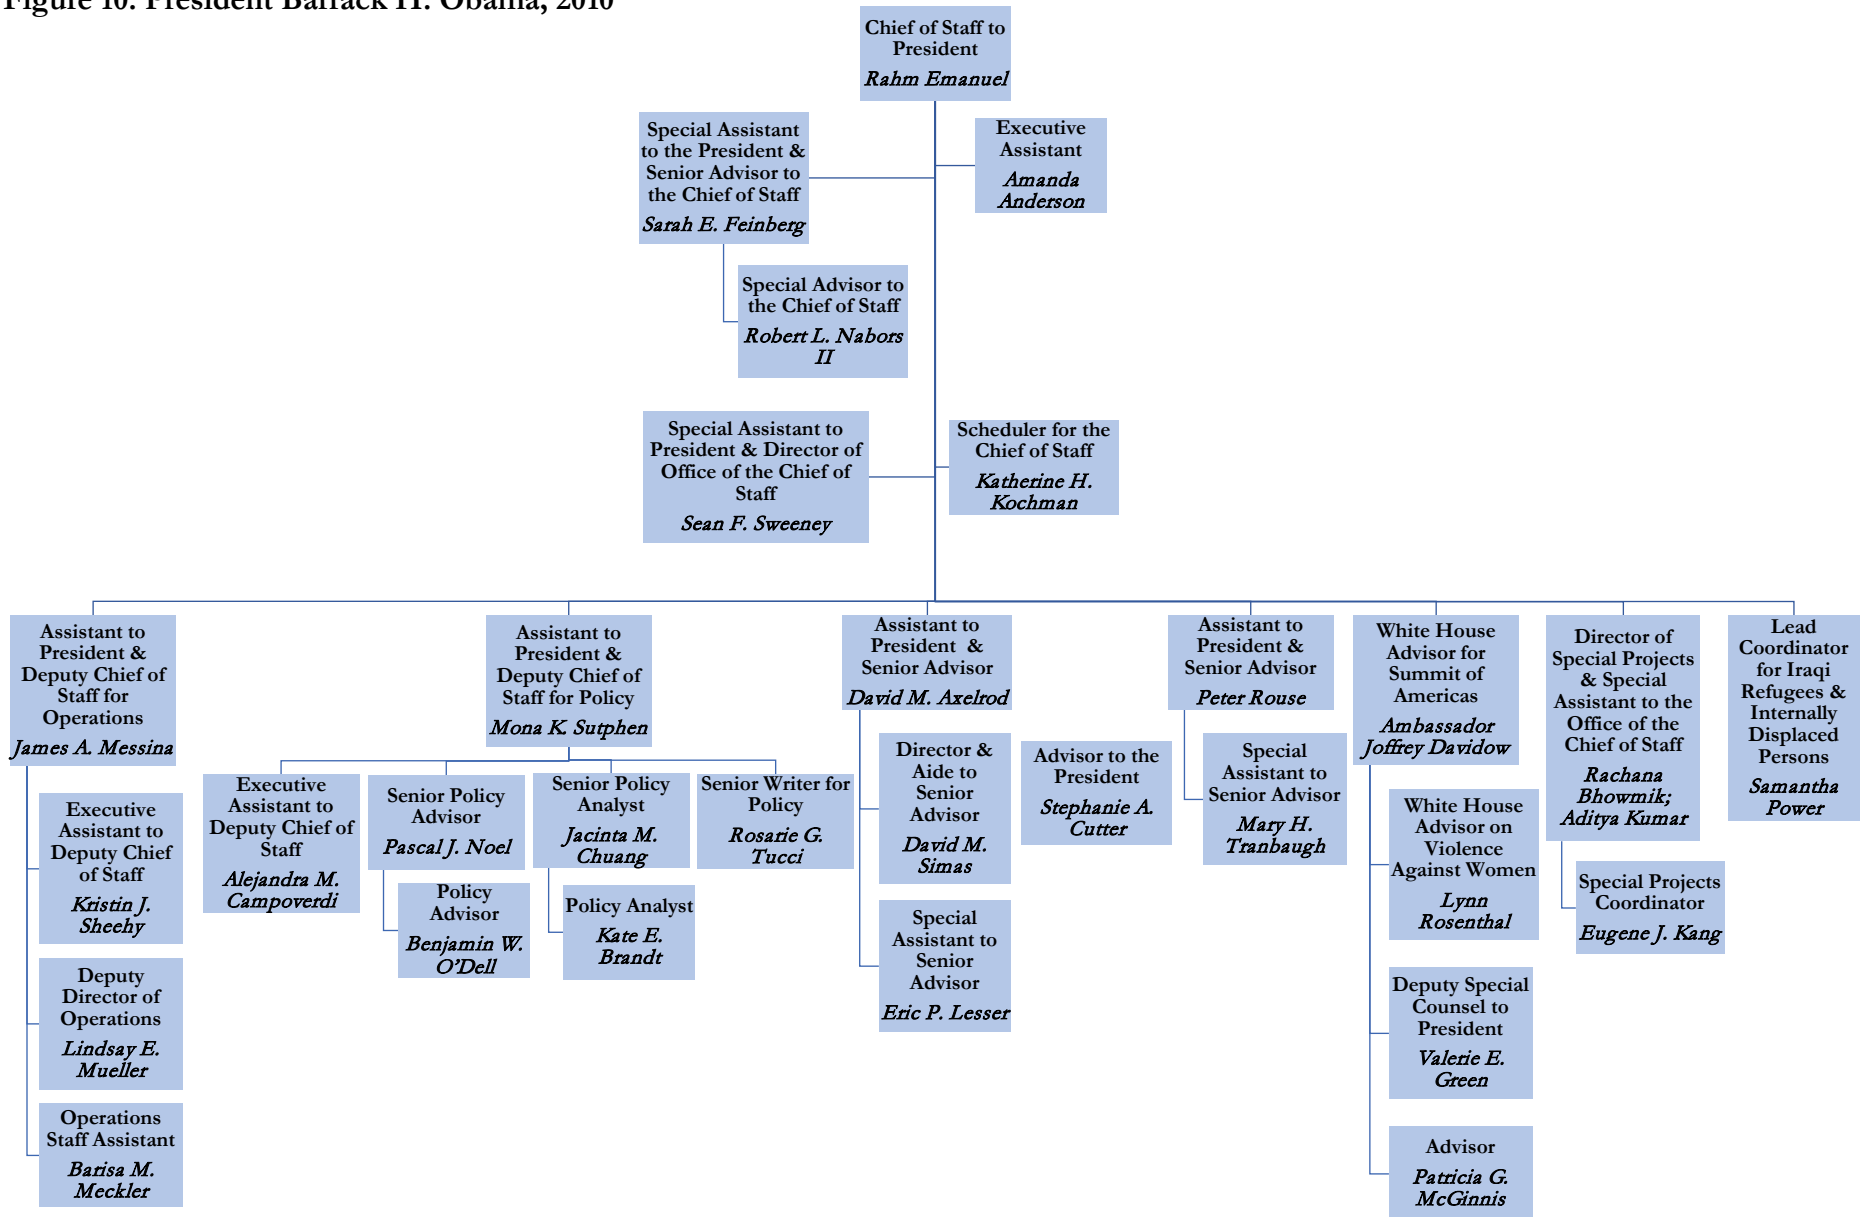 Figure 10: President Barrack H. Obama, 2010
Chief of Staff to
President
Rahm Emanuel
Special Assistant
to the President &
Senior Advisor to
the Chief of Staff
Sarah E. Feinberg
Executive
Assistant
Amanda
Anderson
Special Advisor to
the Chief of Staff
Robert L. Nabors
II
Special Assistant to
President & Director of
Office of the Chief of
Staff
Sean F. Sweeney
Scheduler for the
Chief of Staff
Katherine H.
Kochman
Assistant to
President &
Deputy Chief of
Staff for
Operations
James A. Messina
Executive
Assistant to
Deputy Chief
of Staff
Kristin J.
Sheehy
Deputy
Director of
Operations
Lindsay E.
Mueller
Operations
Staff Assistant
Barisa M.
Meckler
Assistant to
President &
Deputy Chief of
Staff for Policy
Mona K. Sutphen
Executive
Assistant to
Deputy Chief of
Staff
Alejandra M.
Campoverdi
Senior Policy
Advisor
Pascal J. Noel
Policy
Advisor
Benjamin W.
O'Dell
Senior Policy
Analyst
Jacinta M.
Chuang
Policy Analyst
Kate E.
Brandt
Senior Writer for
Policy
Rosarie G.
Tucci
Assistant to
President &
Senior Advisor
David M. Axelrod
Director &
Aide to
Senior
Advisor
David M.
Simas
Special
Assistant to
Senior
Advisor
Eric P. Lesser
Advisor to the
President
Stephanie A.
Cutter
Assistant to
President &
Senior Advisor
Peter Rouse
Special
Assistant to
Senior Advisor
Mary H.
Tranbaugh
White House
Advisor for
Summit of
Americas
Ambassador
Joffrey Davidow
White House
Advisor on
Violence
Against Women
Lynn
Rosenthal
Deputy Special
Counsel to
President
Valerie E.
Green
Advisor
Patricia G.
McGinnis
Director of
Special Projects
& Special
Assistant to the
Office of the
Chief of Staff
Rachana
Bhowmik;
Aditya Kumar
Special Projects
Coordinator
Eugene J. Kang
Lead
Coordinator
for Iraqi
Refugees &
Internally
Displaced
Persons
Samantha
Power